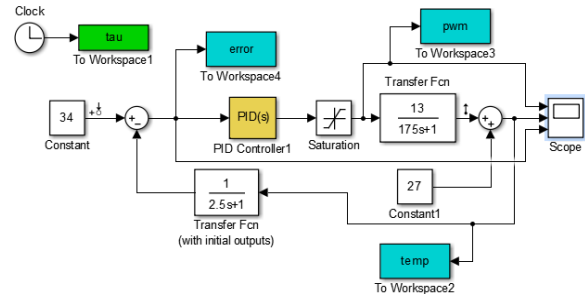 Clock
tau
To Workspace1
error
To Workspace4
pwm
To Workspace3
34
Constant
+
−
PID(s)
PID Controller1
Saturation
Transfer Fcn
13
175s+1
+
+
Scope
1
2.5s+1
Transfer Fcn
(with initial outputs)
27
Constant1
temp
To Workspace2